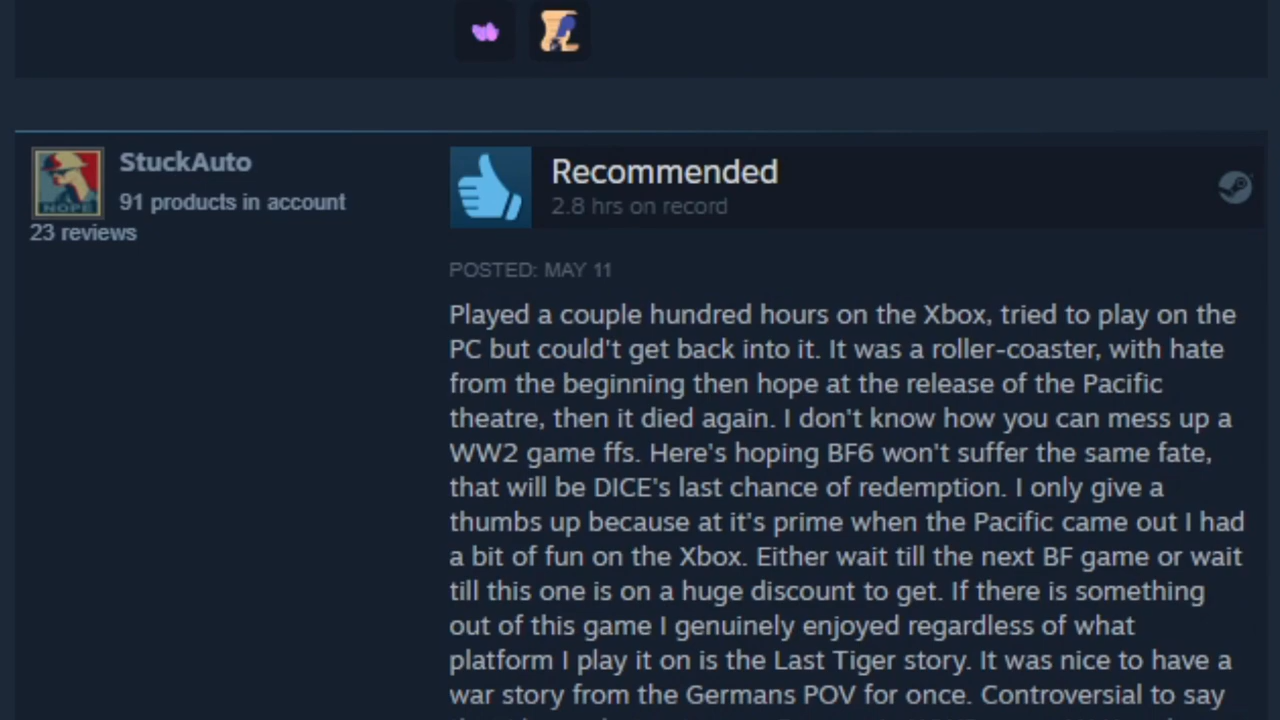 StuckAuto
91 products in account
23 reviews
NOPE
Recommended
2.8 hrs on record
POSTED: MAY 11
Played a couple hundred hours on the Xbox, tried to play on the
PC but could't get back into it. It was a roller-coaster, with hate
from the beginning then hope at the release of the Pacific
theatre, then it died again. I don't know how you can mess up a
WW2 game ffs. Here's hoping BF6 won't suffer the same fate,
that will be DICE's last chance of redemption. I only give a
thumbs up because at it's prime when the Pacific came out I had
a bit of fun on the Xbox. Either wait till the next BF game or wait
till this one is on a huge discount to get. If there is something
out of this game I genuinely enjoyed regardless of what
platform I play it on is the Last Tiger story. It was nice to have a
war story from the Germans POV for once. Controversial to say